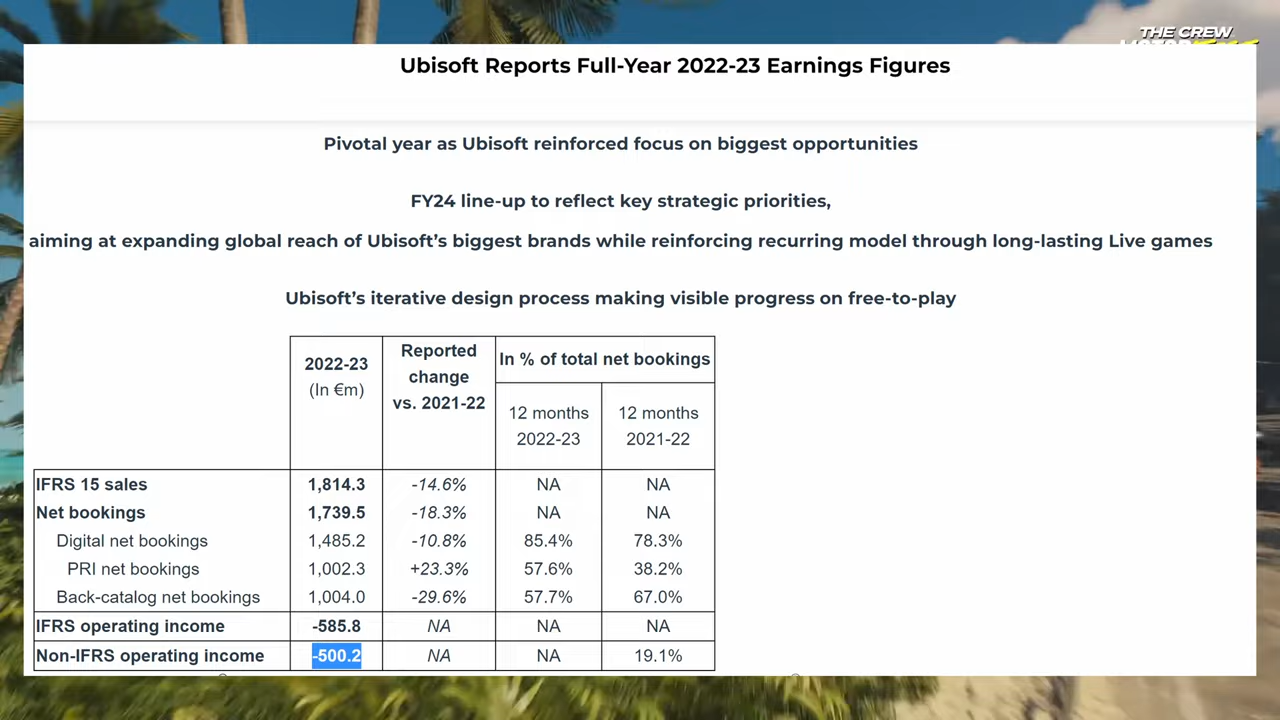 THE CREW
Ubisoft Reports Full-Year 2022-23 Earnings Figures
Pivotal year as Ubisoft reinforced focus on biggest opportunities
FY24 line-up to reflect key strategic priorities,
aiming at expanding global reach of Ubisoft’s biggest brands while reinforcing recurring model through long-lasting Live games
Ubisoft’s iterative design process making visible progress on free-to-play
2022-23 (In €m) Reported change vs. 2021-22 In % of total net bookings
12 months 2022-23 12 months 2021-22
IFRS 15 sales 1,814.3 -14.6% NA NA
Net bookings 1,739.5 -18.3% NA NA
Digital net bookings 1,485.2 -10.8% 85.4% 78.3%
PRI net bookings 1,002.3 +23.3% 57.6% 38.2%
Back-catalog net bookings 1,004.0 -29.6% 57.7% 67.0%
IFRS operating income -585.8 NA NA NA
Non-IFRS operating income -500.2 NA NA 19.1%